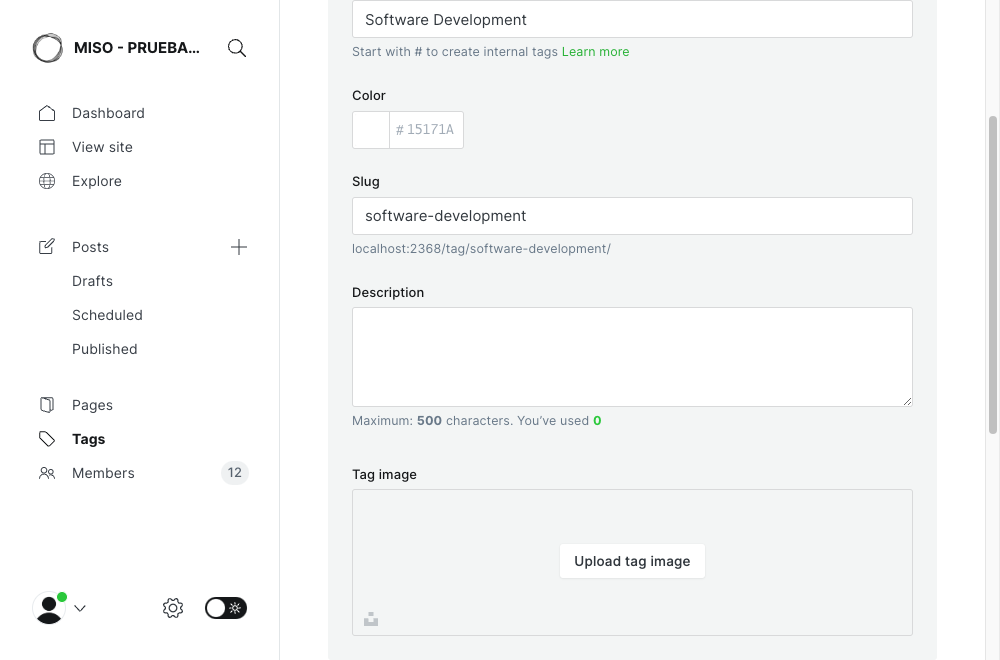 MISO - PRUEBA...
Dashboard
View site
Explore
Posts
Drafts
Scheduled
Published
Pages
Tags
Members
12
Software Development
Start with # to create internal tags Learn more
Color
# 15171A
Slug
software-development
localhost:2368/tag/software-development/
Description
Maximum: 500 characters. You’ve used 0
Tag image
Upload tag image